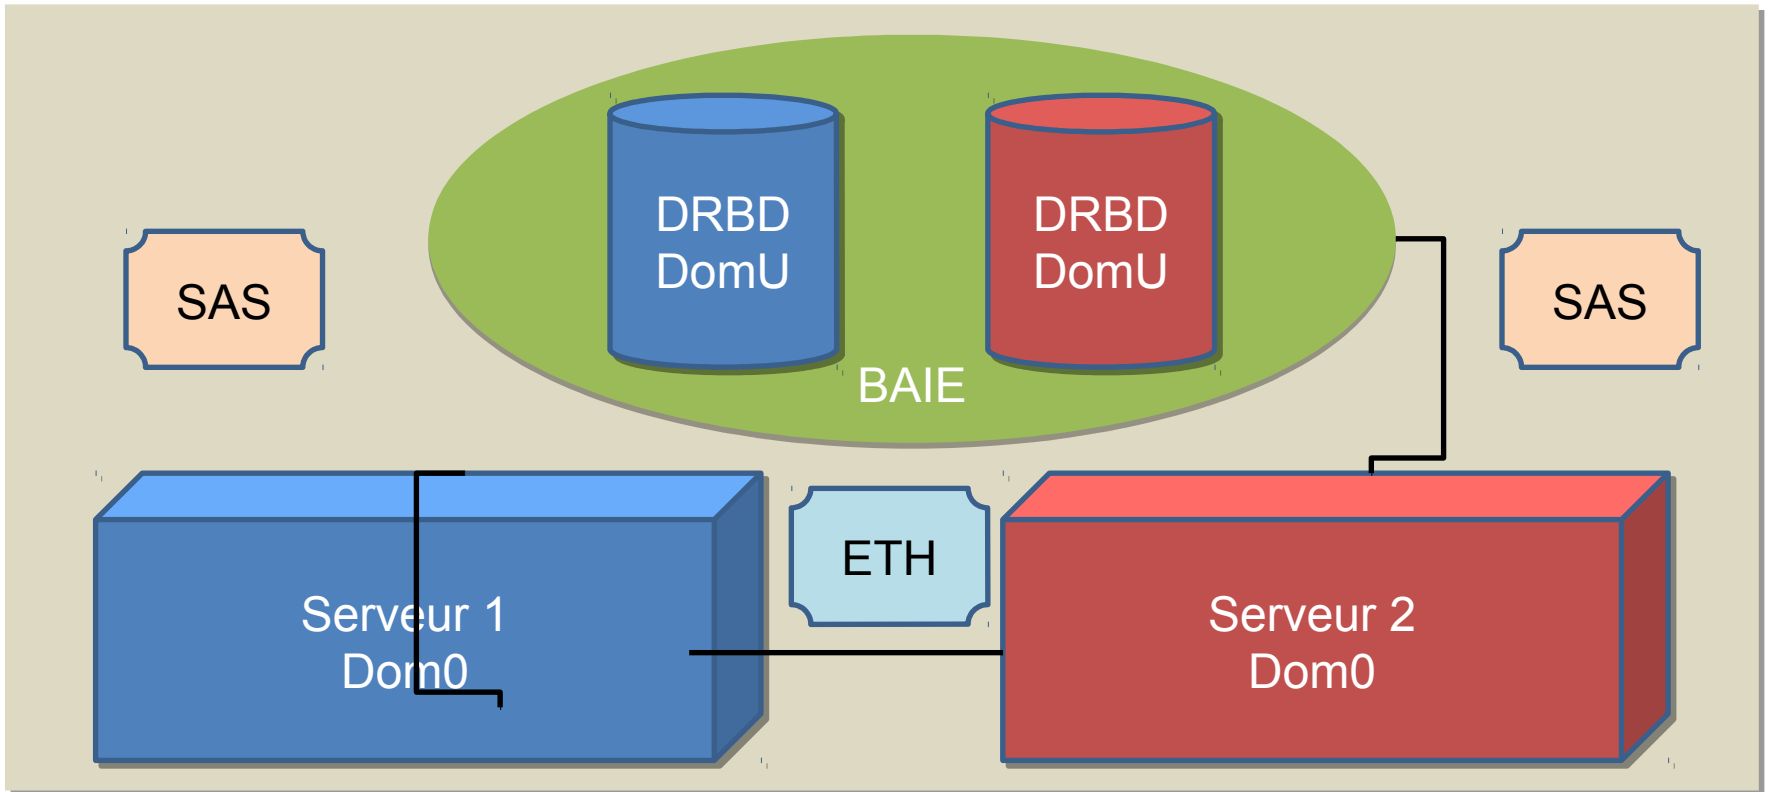 DRBD
DomU
DRBD
DomU
SAS
SAS
BAIE
ETH
Serveur 1
Dom0
Serveur 2
Dom0